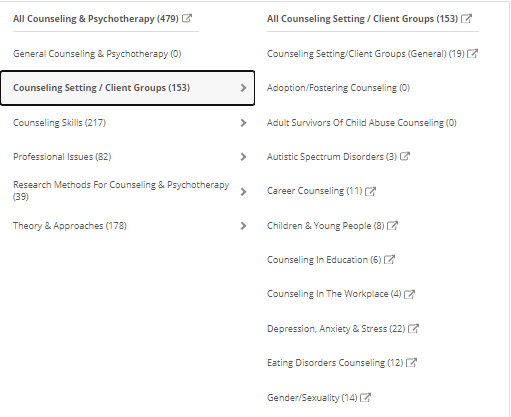 All Counseling & Psychotherapy (479)
General Counseling & Psychotherapy (0)
Counseling Setting / Client Groups (153)
Counseling Skills (217)
Professional Issues (82)
Research Methods For Counseling & Psychotherapy
(39)
Theory & Approaches (178)
All Counseling Setting / Client Groups (153)
Counseling Setting/Client Groups (General) (19)
Adoption/Fostering Counseling (0)
Adult Survivors Of Child Abuse Counseling (0)
Autistic Spectrum Disorders (3)
Career Counseling (11)
Children & Young People (8)
Counseling In Education (6)
Counseling In The Workplace (4)
Depression, Anxiety & Stress (22)
Eating Disorders Counseling (12)
Gender/Sexuality (14)